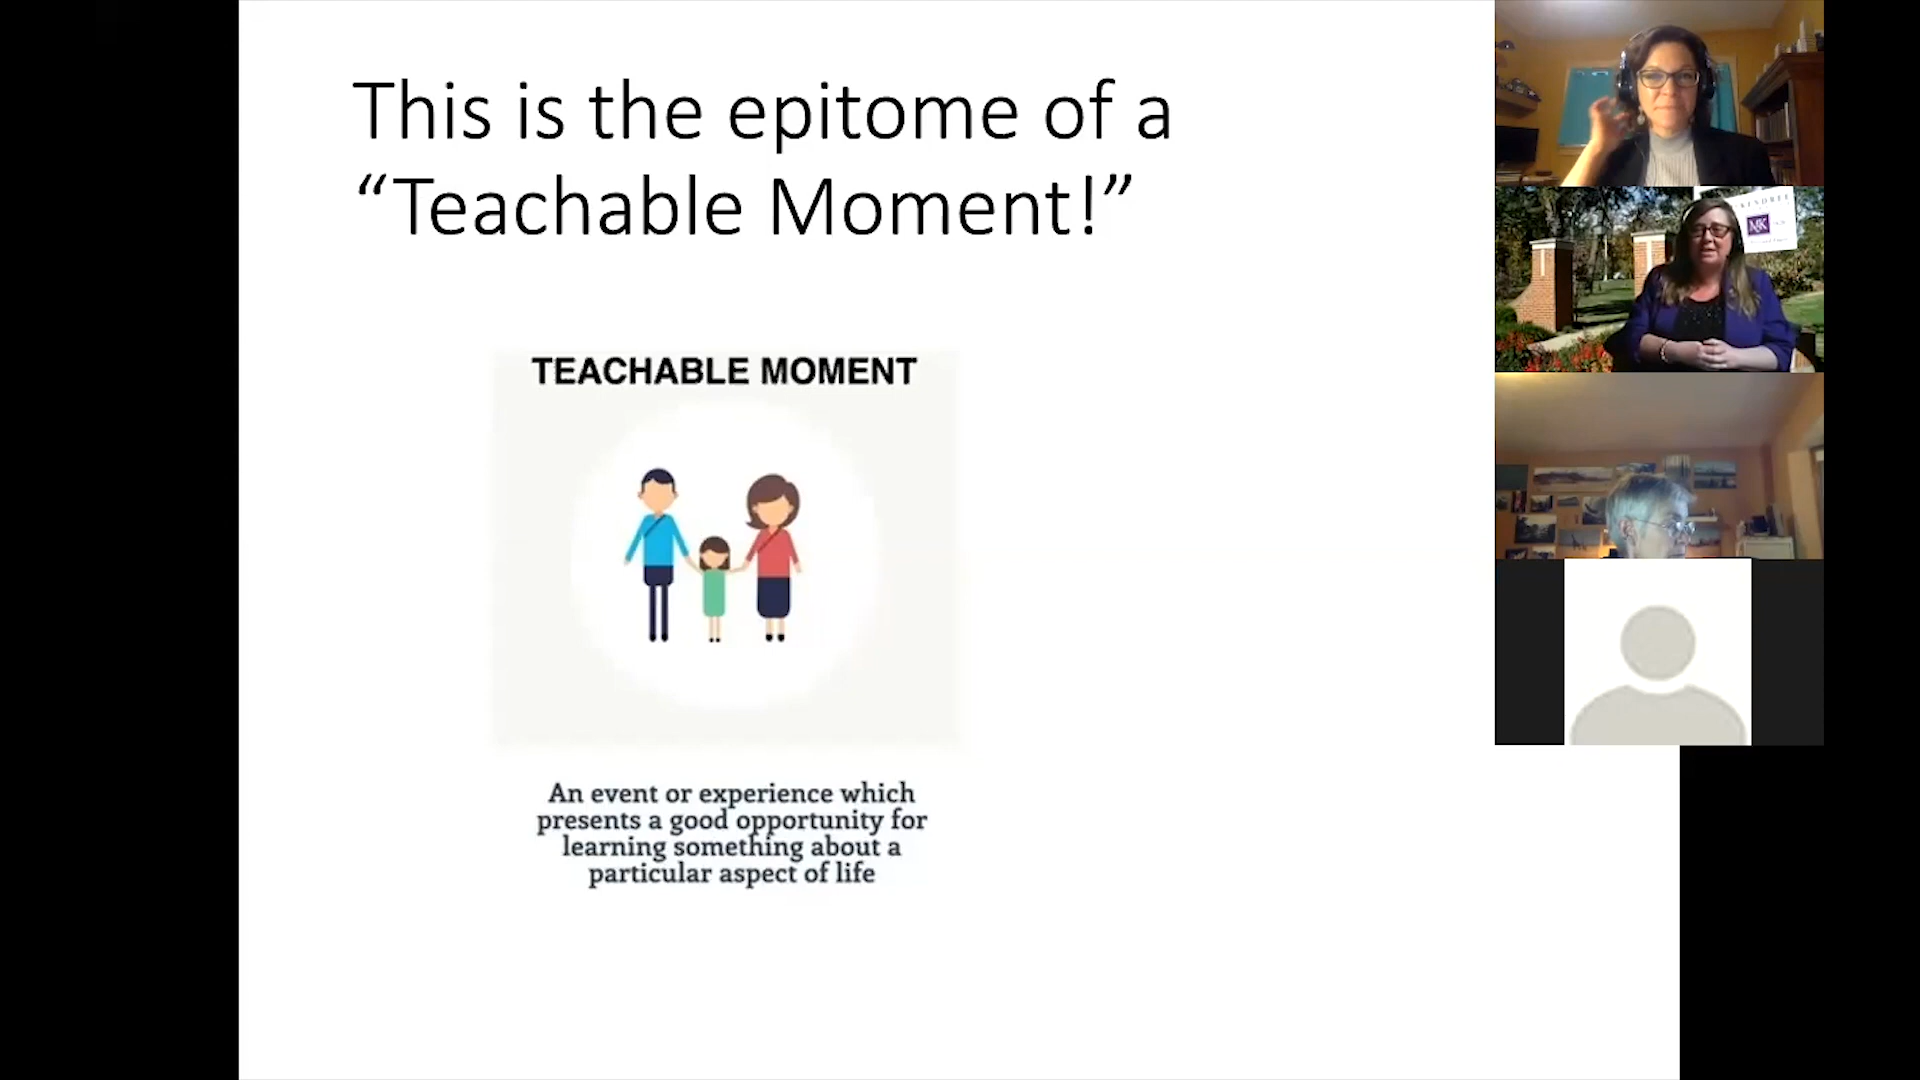 This is the epitome of a
“Teachable Moment!”
TEACHABLE MOMENT
An event or experience which
presents a good opportunity for
learning something about a
particular aspect of life